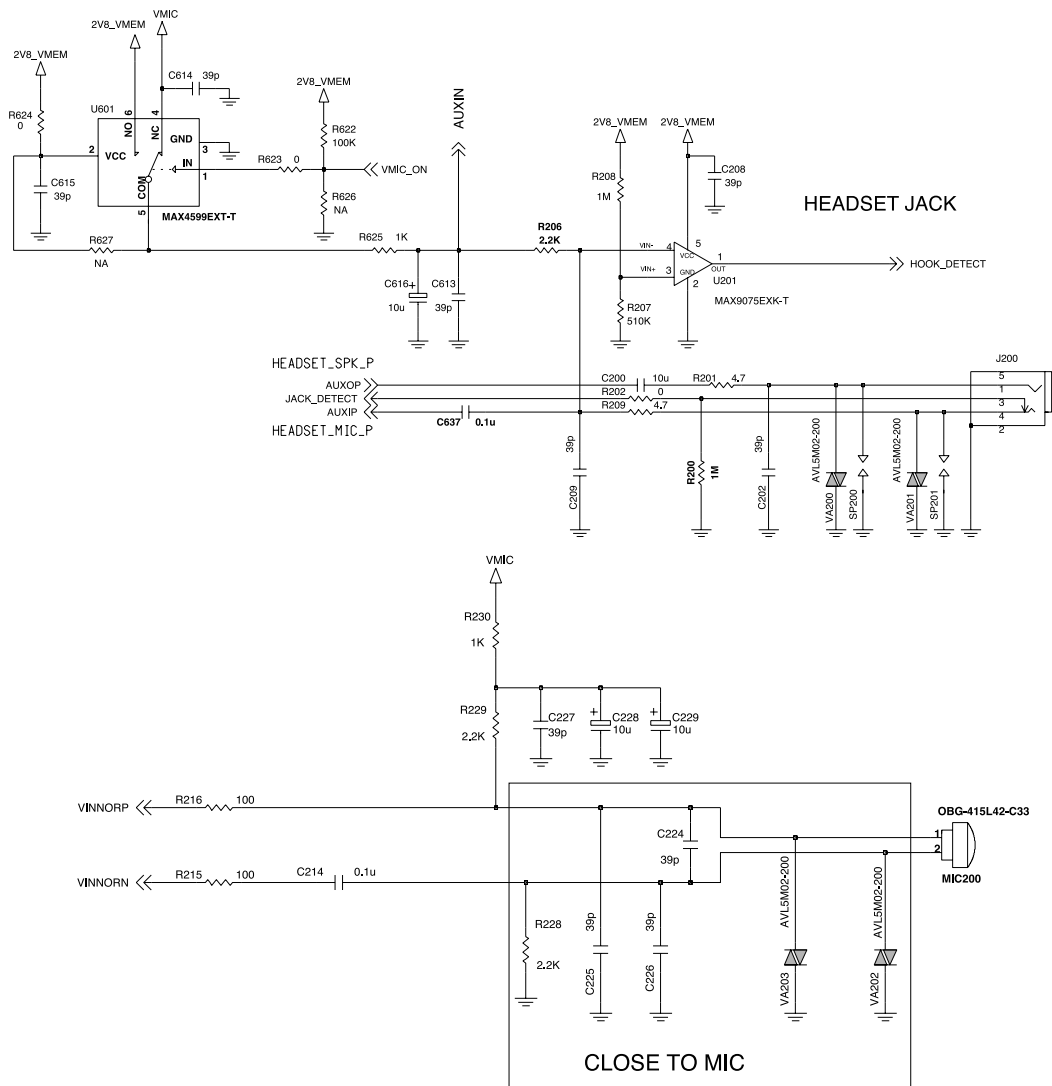 2V8_VMEM
VMIC
2V8_VMEM
C614 39p
2V8_VMEM
R624
0
U601
6
4
NO
NC
GND
3
2
VCC
IN
1
COM
5
MAX4599EXT-T
C615
39p
R622
100K
R623 0
VMIC_ON
R626
NA
R627
NA
AUXIN
R625 1K
C616
+
10u
C613
39p
R206
2.2K
2V8_VMEM
2V8_VMEM
R208
1M
C208
39p
HEADSET JACK
VIN-
4
5
VCC
VIN+
3
GND
2
1
OUT
U201
MAX9075EXK-T
HOOK_DETECT
R207
510K
HEADSET_SPK_P
AUXOP
JACK_DETECT
AUXIP
HEADSET_MIC_P
C637 0.1u
C200 10u
R201 4.7
R202 0
R209 4.7
J200
5
1
3
4
2
39p
C209
R200
1M
39p
C202
AVL5M02-200
VA200
SP200
AVL5M02-200
VA201
SP201
VMIC
R230
1K
R229
2.2K
C227
39p
+
C228
10u
+
C229
10u
VINNORP
R216 100
VINNORN
R215 100
C214 0.1u
C224
39p
R228
2.2K
39p
C225
39p
C226
AVL5M02-200
VA203
AVL5M02-200
VA202
OBG-415L42-C33
1
2
MIC200
CLOSE TO MIC